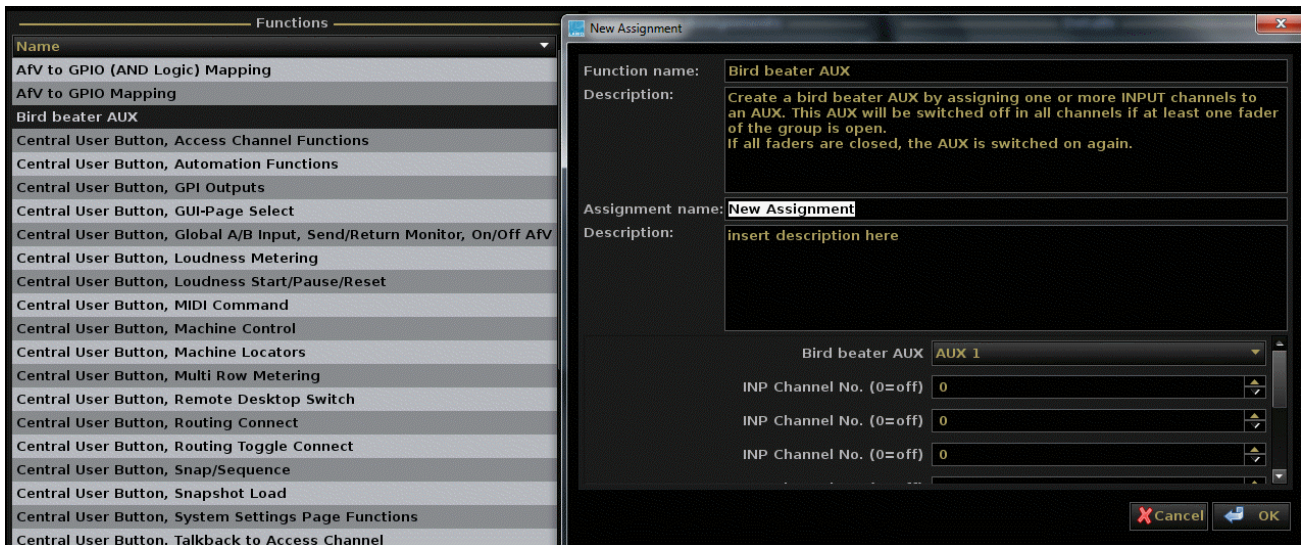 Functions
Name
AfV to GPIO (AND Logic) Mapping
AfV to GPIO Mapping
Bird beater AUX
Central User Button, Access Channel Functions
Central User Button, Automation Functions
Central User Button, GPI Outputs
Central User Button, GUI-Page Select
Central User Button, Global A/B Input, Send/Return Monitor, On/Off AfV
Central User Button, Loudness Metering
Central User Button, Loudness Start/Pause/Reset
Central User Button, MIDI Command
Central User Button, Machine Control
Central User Button, Machine Locators
Central User Button, Multi Row Metering
Central User Button, Remote Desktop Switch
Central User Button, Routing Connect
Central User Button, Routing Toggle Connect
Central User Button, Snap/Sequence
Central User Button, Snapshot Load
Central User Button, System Settings Page Functions
Central User Button, Talkback to Access Channel
New Assignment
Function name: Bird beater AUX
Description: Create a bird beater AUX by assigning one or more INPUT channels to
an AUX. This AUX will be switched off in all channels if at least one fader
of the group is open.
If all faders are closed, the AUX is switched on again.
Assignment name: New Assignment
Description: insert description here
Bird beater AUX AUX 1
INP Channel No. (0=off) 0
INP Channel No. (0=off) 0
INP Channel No. (0=off) 0
Cancel OK